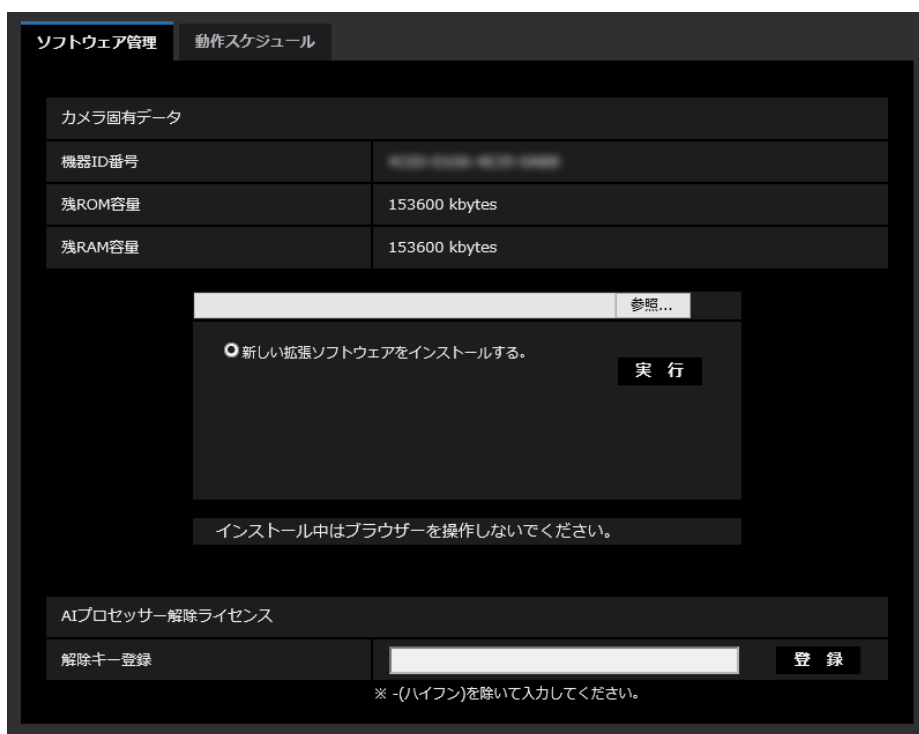 ソフトウェア管理 動作スケジュール
カメラ固有データ
機器ID番号
残ROM容量 153600 kbytes
残RAM容量 153600 kbytes
参照...
新しい拡張ソフトウェアをインストールする。
実 行
インストール中はブラウザーを操作しないでください。
AIプロセッサー解除ライセンス
解除キー登録 登 録
※ -(ハイフン)を除いて入力してください。